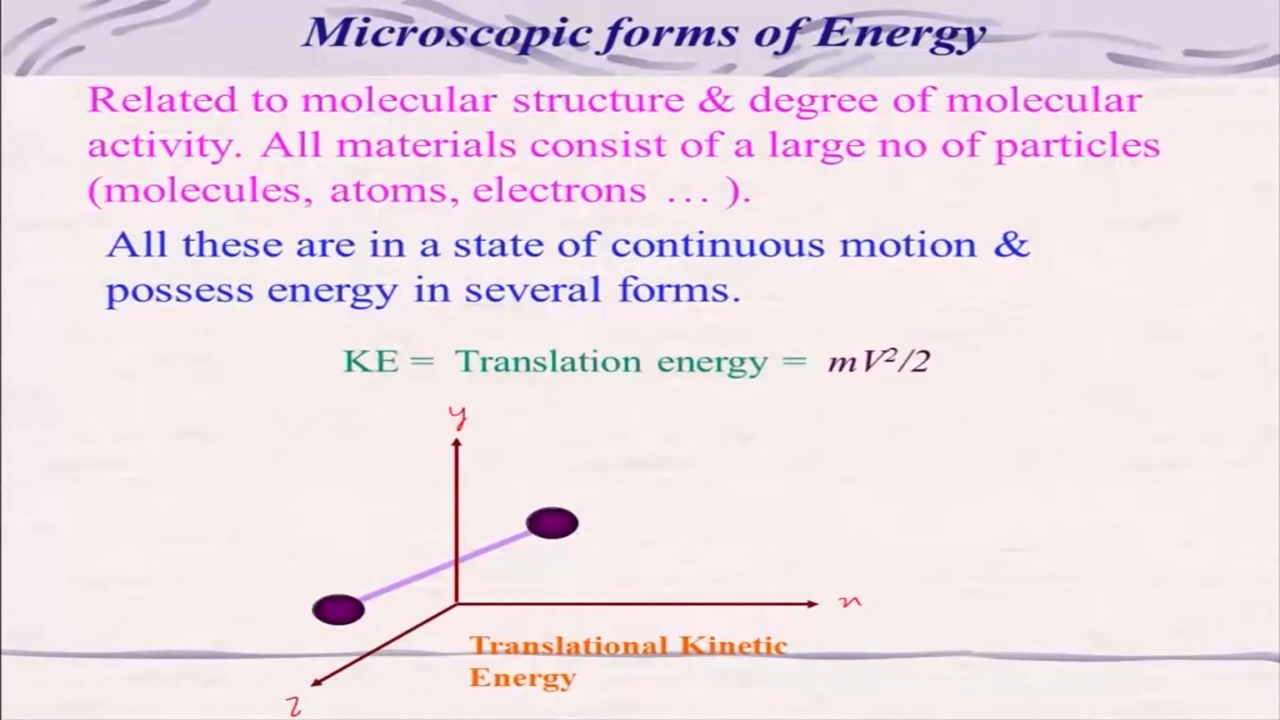 Microscopic forms of Energy
Related to molecular structure & degree of molecular
activity. All materials consist of a large no of particles
(molecules, atoms, electrons ... ).
All these are in a state of continuous motion &
possess energy in several forms.
KE = Translation energy = mV²/2
y
x
Translational Kinetic
Energy
z